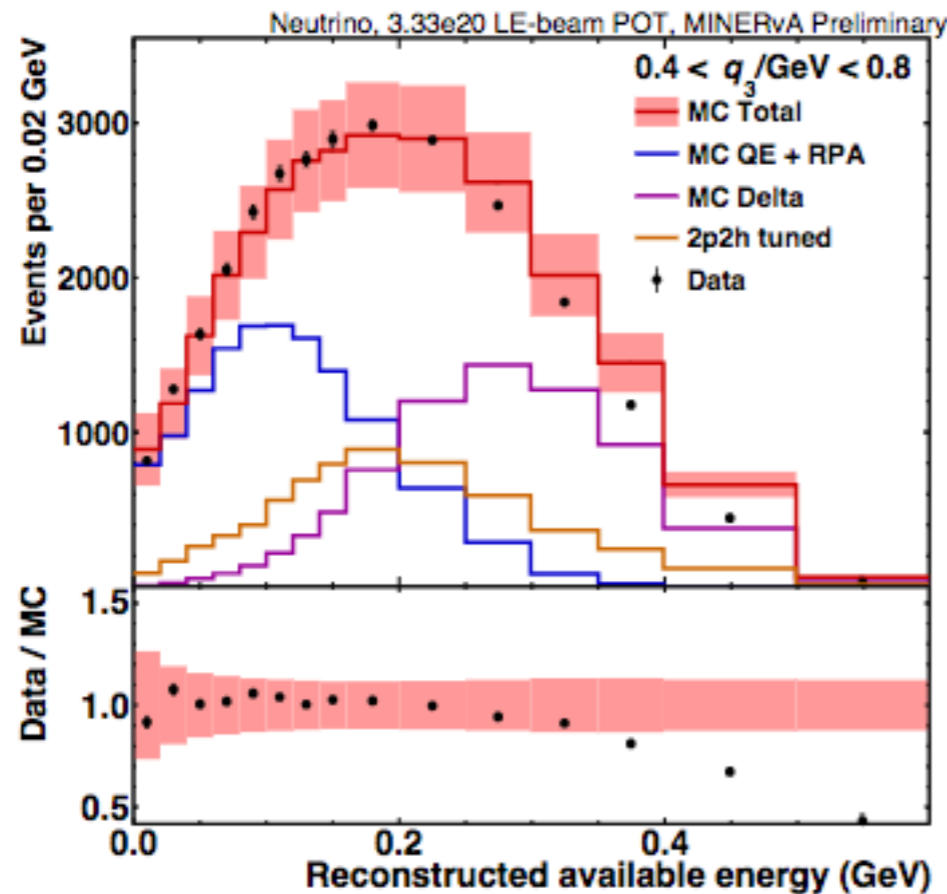 Neutrino, 3.33e20 LE-beam POT, MINERvA Preliminary
0.4 < q₃/GeV < 0.8
MC Total
MC QE + RPA
MC Delta
2p2h tuned
Data
Events per 0.02 GeV
3000
2000
1000
Data / MC
1.5
1.0
0.5
0.0
0.2
0.4
Reconstructed available energy (GeV)